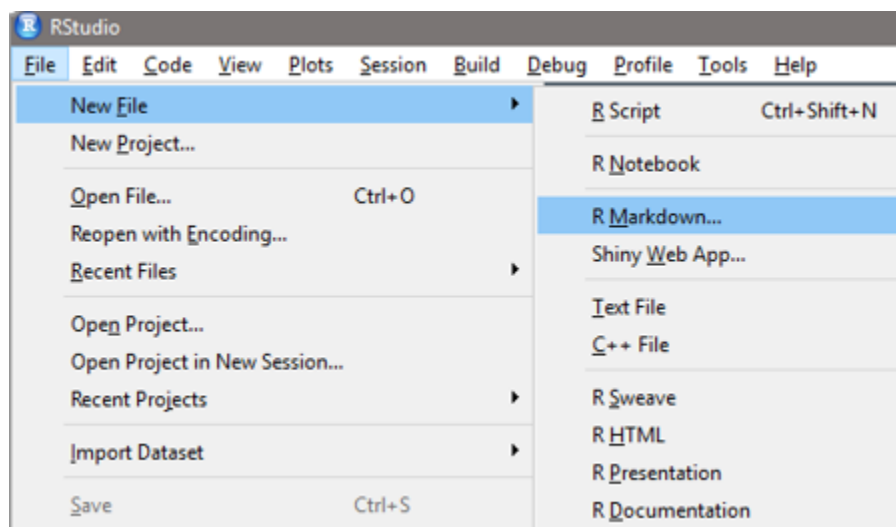 R RStudio
File Edit Code View Plots Session Build Debug Profile Tools Help
New File
New Project...
Open File... Ctrl+O
Reopen with Encoding...
Recent Files
Open Project...
Open Project in New Session...
Recent Projects
Import Dataset
Save Ctrl+S
R Script Ctrl+Shift+N
R Notebook
R Markdown...
Shiny Web App...
Text File
C++ File
R Sweave
R HTML
R Presentation
R Documentation